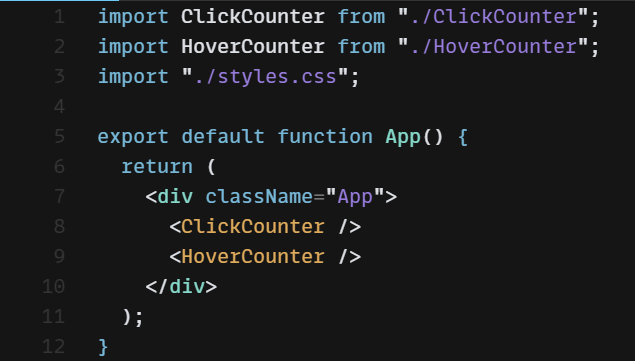 1 import ClickCounter from "./ClickCounter";
2 import HoverCounter from "./HoverCounter";
3 import "./styles.css";
4
5 export default function App() {
6   return (
7     <div className="App">
8       <ClickCounter />
9       <HoverCounter />
10     </div>
11   );
12 }